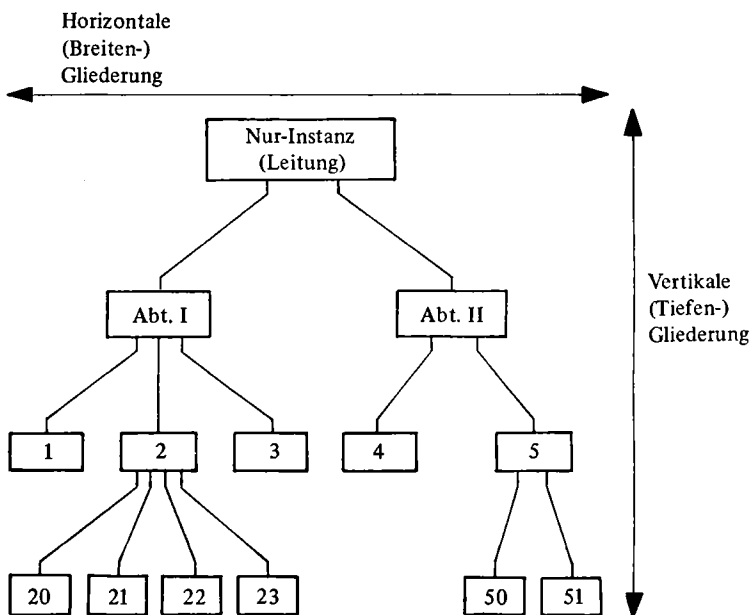 Horizontale
(Breiten-)
Gliederung
Nur-Instanz
(Leitung)
Vertikale
(Tiefen-)
Gliederung
Abt. I
Abt. II
1
2
3
4
5
20
21
22
23
50
51